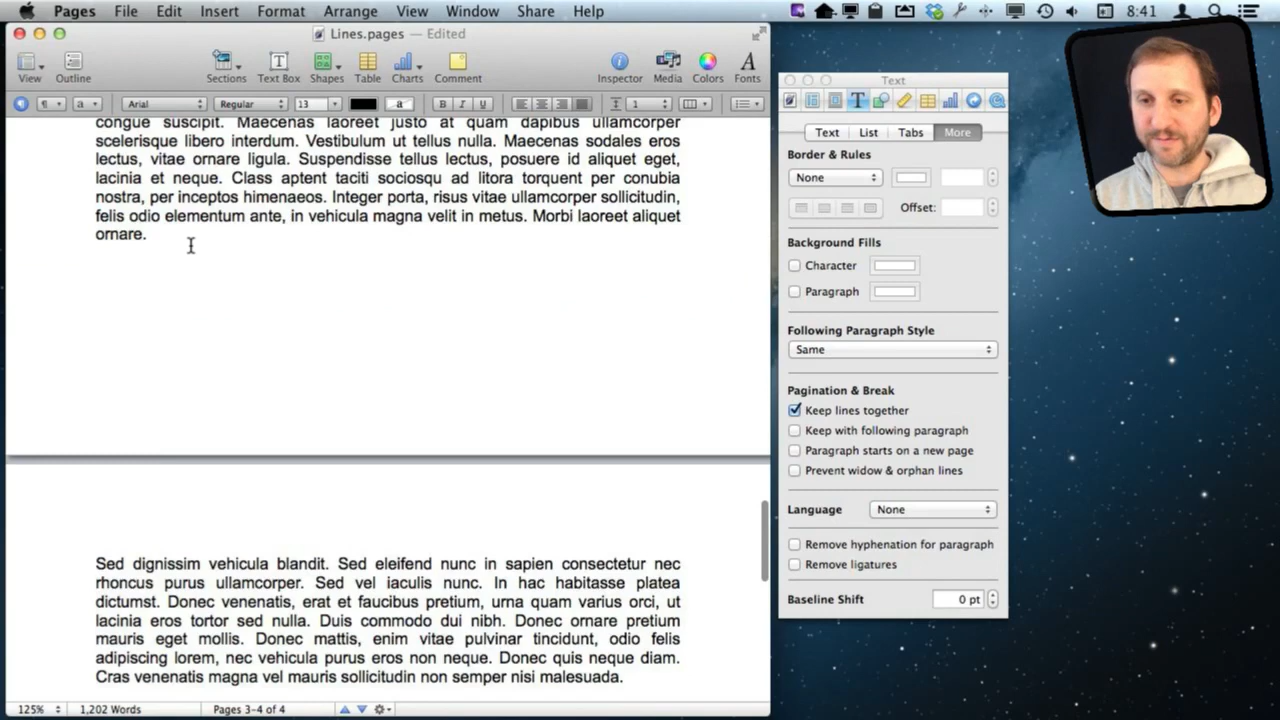 Pages File Edit Insert Format Arrange View Window Share Help 8:41
Lines.pages — Edited
View Outline Sections Text Box Shapes Table Charts Comment Inspector Media Colors Fonts
¶ a Arial Regular 13 a B I U 1
congue suscipit. Maecenas laoreet justo at quam dapibus ullamcorper
scelerisque libero interdum. Vestibulum ut tellus nulla. Maecenas sodales eros
lectus, vitae ornare ligula. Suspendisse tellus lectus, posuere id aliquet eget,
lacinia et neque. Class aptent taciti sociosqu ad litora torquent per conubia
nostra, per inceptos himenaeos. Integer porta, risus vitae ullamcorper sollicitudin,
felis odio elementum ante, in vehicula magna velit in metus. Morbi laoreet aliquet
ornare.
Sed dignissim vehicula blandit. Sed eleifend nunc in sapien consectetur nec
rhoncus purus ullamcorper. Sed vel iaculis nunc. In hac habitasse platea
dictumst. Donec venenatis, erat et faucibus pretium, urna quam varius orci, ut
lacinia eros tortor sed nulla. Duis commodo dui nibh. Donec ornare pretium
mauris eget mollis. Donec mattis, enim vitae pulvinar tincidunt, odio felis
adipiscing lorem, nec vehicula purus eros non neque. Donec quis neque diam.
Cras venenatis magna vel mauris sollicitudin non semper nisi malesuada.
125% 1,202 Words Pages 3-4 of 4
Text
Text List Tabs More
Border & Rules
None
Offset:
Background Fills
Character
Paragraph
Following Paragraph Style
Same
Pagination & Break
Keep lines together
Keep with following paragraph
Paragraph starts on a new page
Prevent widow & orphan lines
Language None
Remove hyphenation for paragraph
Remove ligatures
Baseline Shift 0 pt